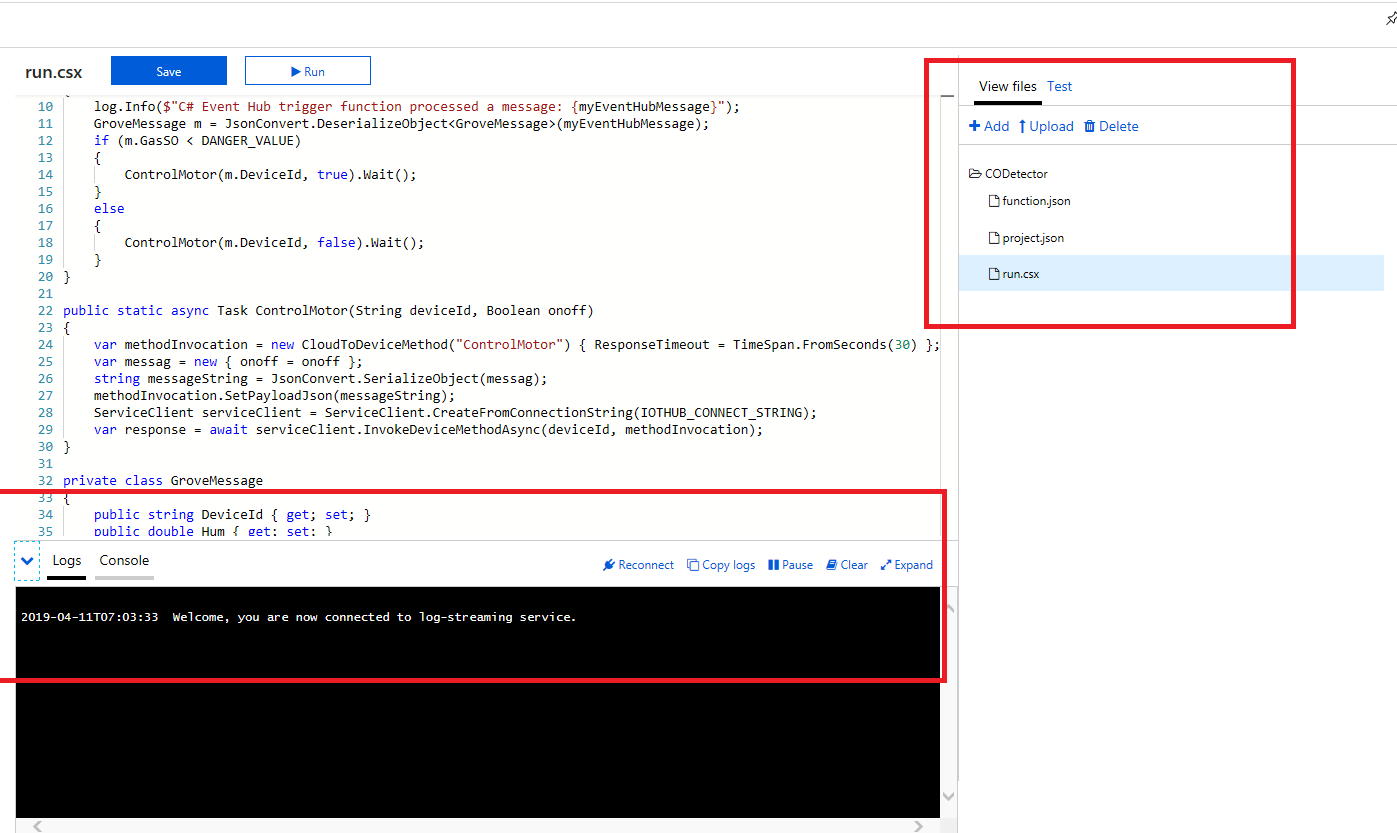 run.csx
Save
Run
10 log.Info($"C# Event Hub trigger function processed a message: {myEventHubMessage}");
11 GroveMessage m = JsonConvert.DeserializeObject<GroveMessage>(myEventHubMessage);
12 if (m.GasSO < DANGER_VALUE)
13 {
14 ControlMotor(m.DeviceId, true).Wait();
15 }
16 else
17 {
18 ControlMotor(m.DeviceId, false).Wait();
19 }
20 }
21
22 public static async Task ControlMotor(String deviceId, Boolean onoff)
23 {
24 var methodInvocation = new CloudToDeviceMethod("ControlMotor") { ResponseTimeout = TimeSpan.FromSeconds(30) };
25 var messag = new { onoff = onoff };
26 string messageString = JsonConvert.SerializeObject(messag);
27 methodInvocation.SetPayloadJson(messageString);
28 ServiceClient serviceClient = ServiceClient.CreateFromConnectionString(IOTHUB_CONNECT_STRING);
29 var response = await serviceClient.InvokeDeviceMethodAsync(deviceId, methodInvocation);
30 }
31
32 private class GroveMessage
33 {
34 public string DeviceId { get; set; }
35 public double Hum { get; set; }
Logs Console
Reconnect Copy logs Pause Clear Expand
2019-04-11T07:03:33 Welcome, you are now connected to log-streaming service.
View files Test
Add Upload Delete
CODetector
function.json
project.json
run.csx